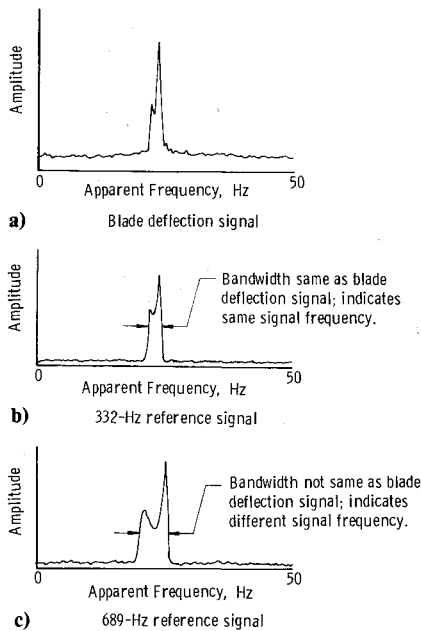 Amplitude
0
50
Apparent Frequency, Hz
a)
Blade deflection signal
Amplitude
Bandwidth same as blade
deflection signal; indicates
same signal frequency.
0
50
Apparent Frequency, Hz
b)
332-Hz reference signal
Amplitude
Bandwidth not same as blade
deflection signal; indicates
different signal frequency.
0
50
Apparent Frequency, Hz
c)
689-Hz reference signal